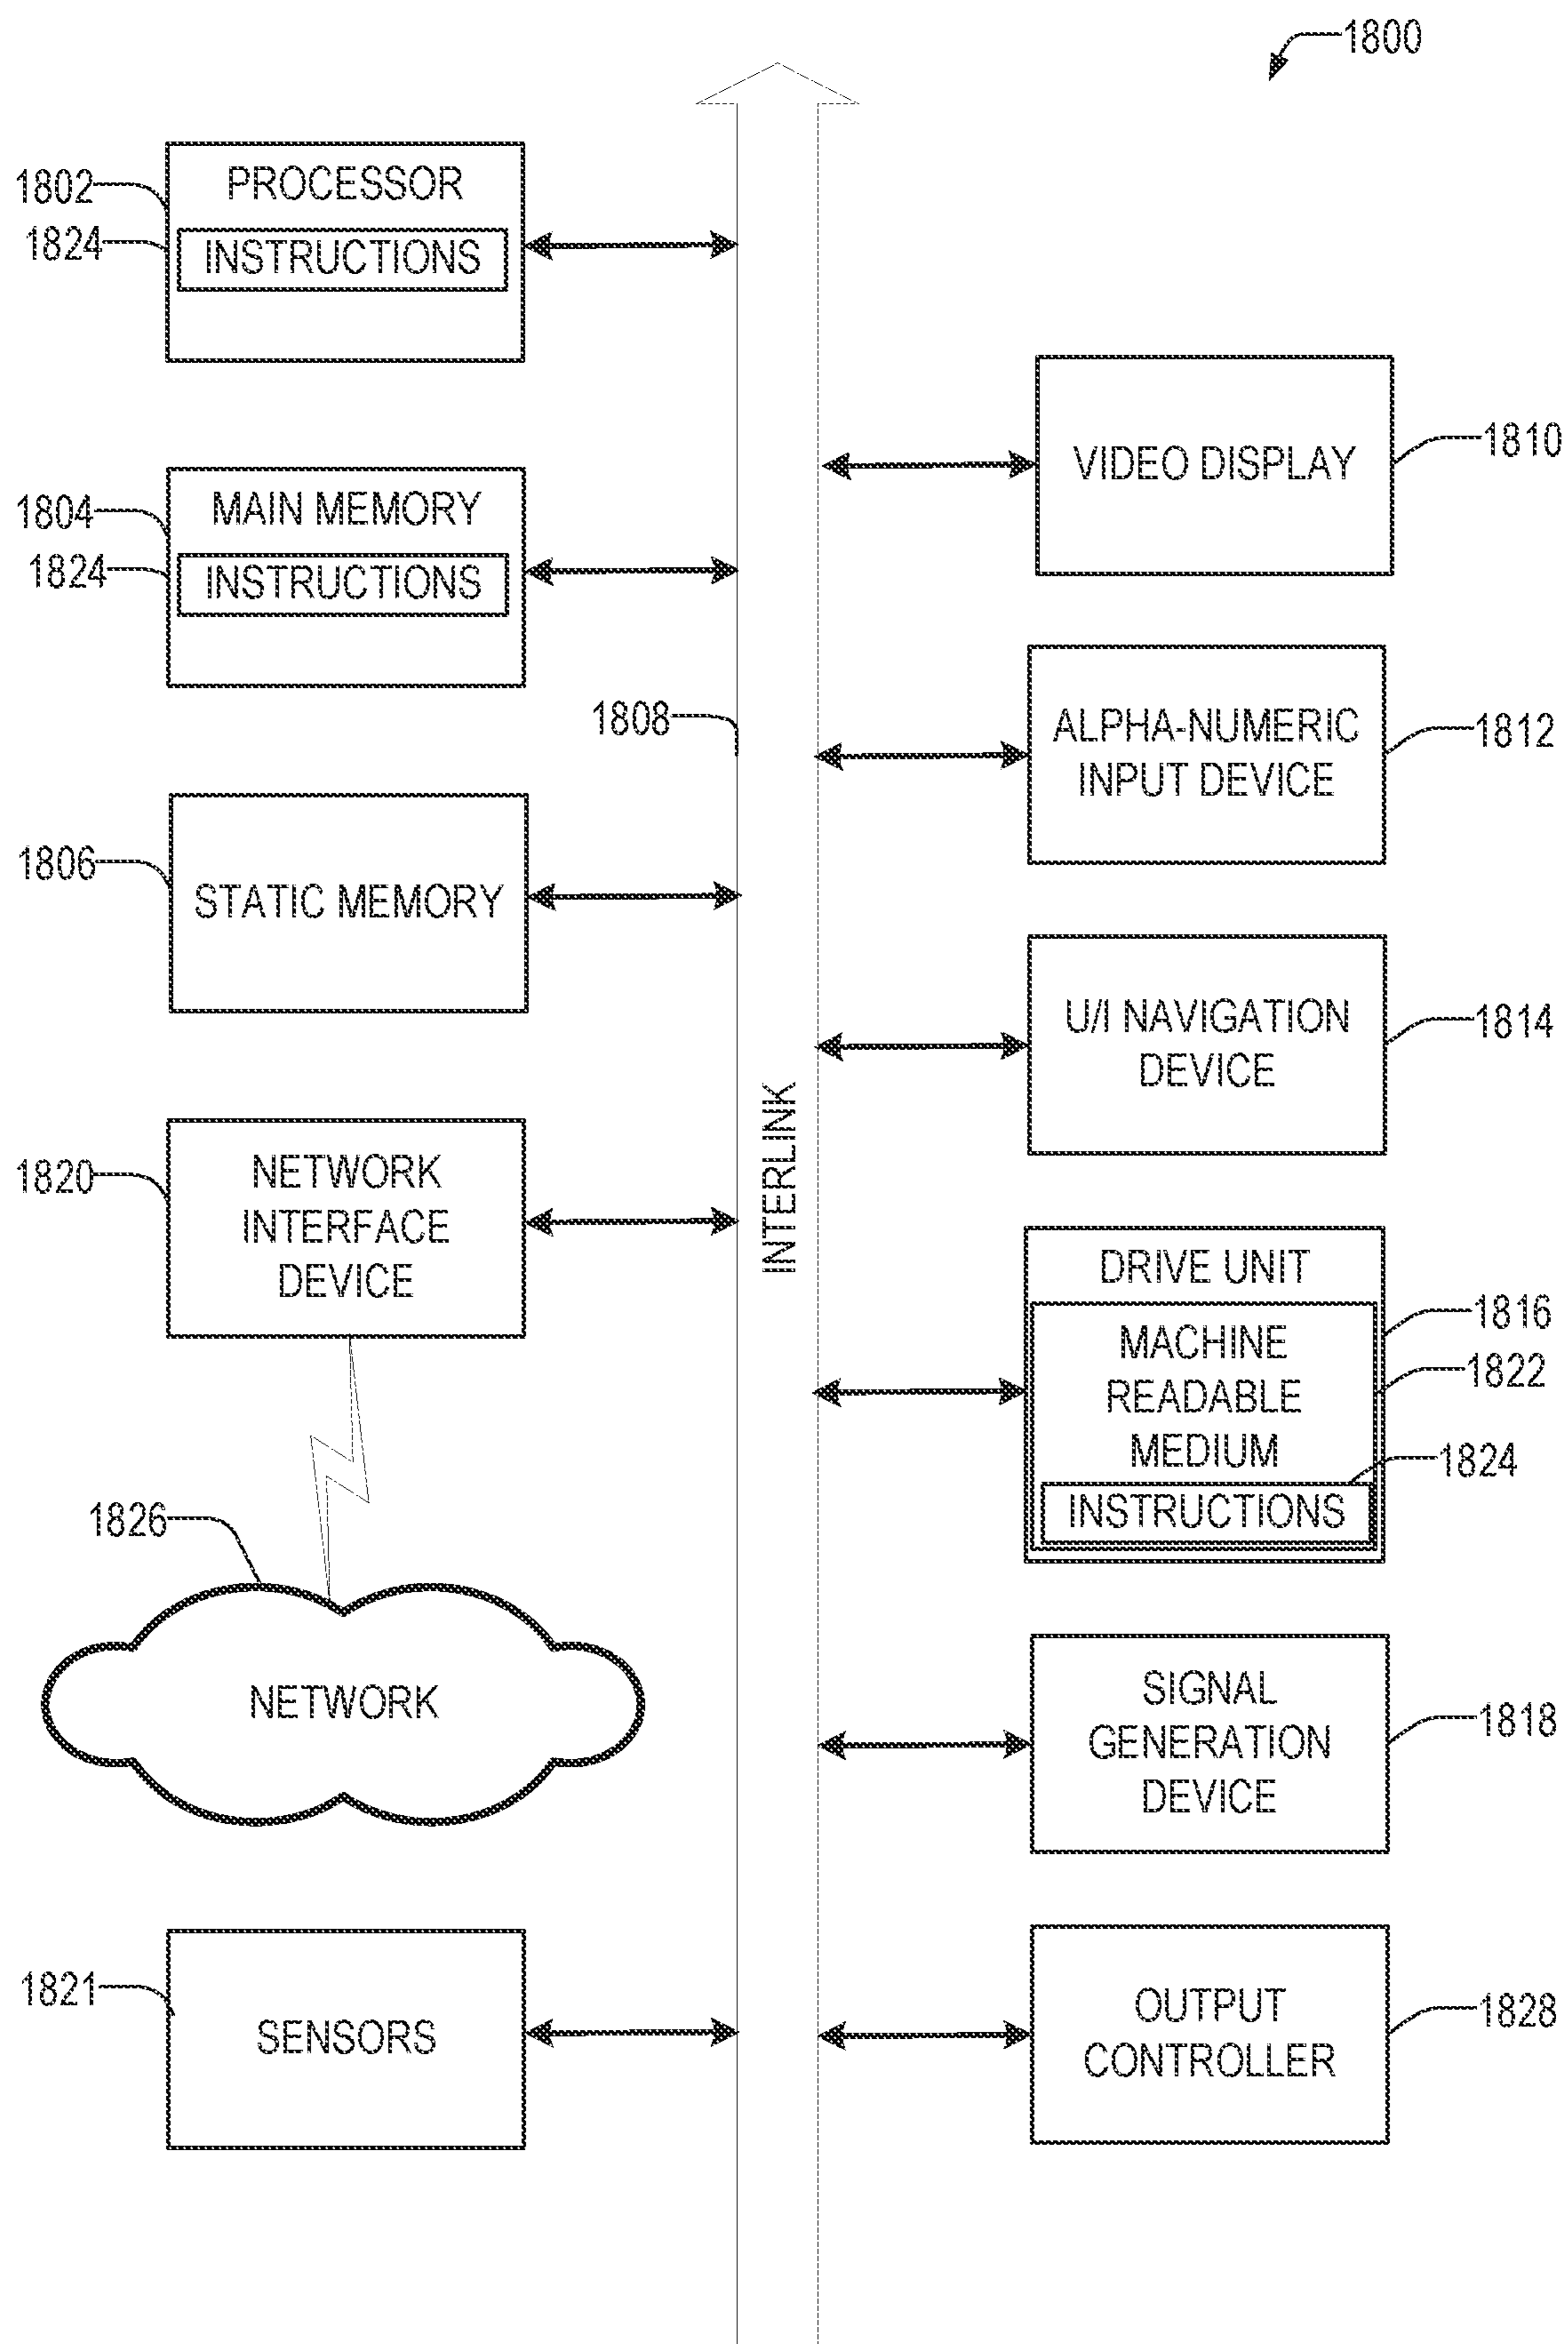 1800
1802
PROCESSOR
1824
INSTRUCTIONS
1804
MAIN MEMORY
1824
INSTRUCTIONS
1808
1806
STATIC MEMORY
1820
NETWORK
INTERFACE
DEVICE
1826
NETWORK
1821
SENSORS
INTERLINK
VIDEO DISPLAY
1810
ALPHA-NUMERIC
INPUT DEVICE
1812
U/I NAVIGATION
DEVICE
1814
DRIVE UNIT
1816
MACHINE
READABLE
MEDIUM
1822
1824
INSTRUCTIONS
SIGNAL
GENERATION
DEVICE
1818
OUTPUT
CONTROLLER
1828